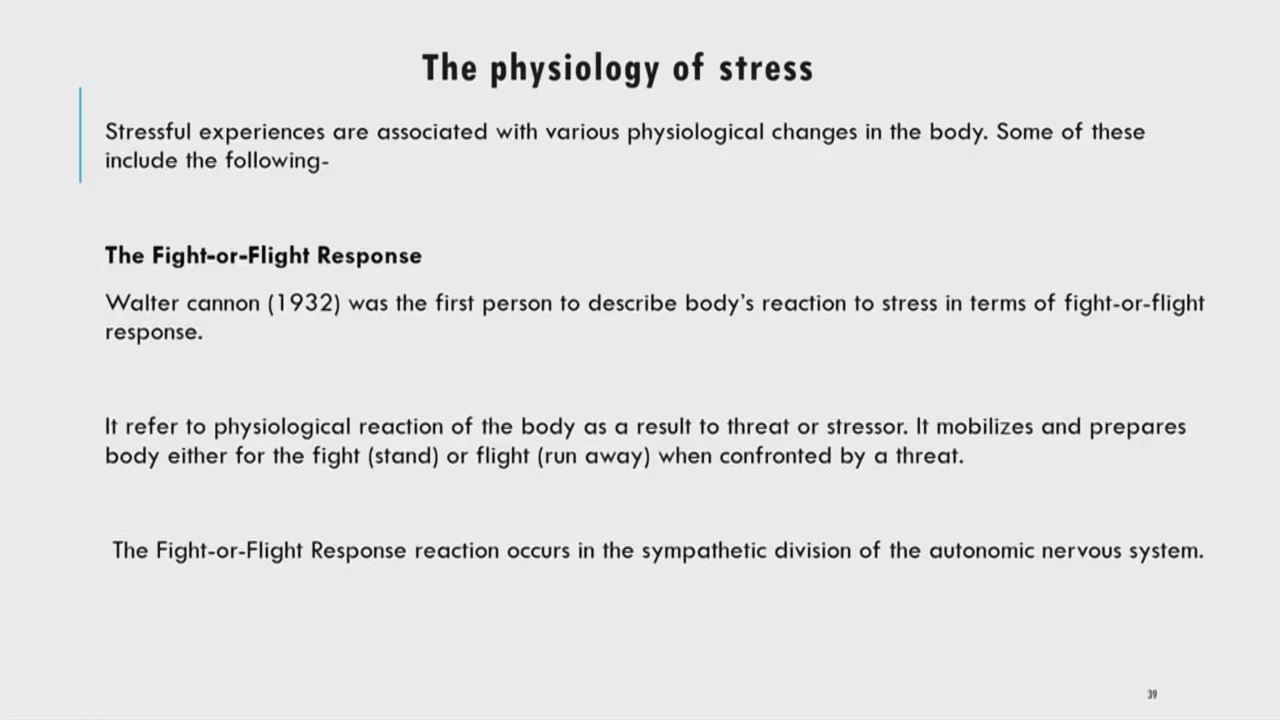 The physiology of stress
Stressful experiences are associated with various physiological changes in the body. Some of these
include the following-
The Fight-or-Flight Response
Walter cannon (1932) was the first person to describe body's reaction to stress in terms of fight-or-flight
response.
It refer to physiological reaction of the body as a result to threat or stressor. It mobilizes and prepares
body either for the fight (stand) or flight (run away) when confronted by a threat.
The Fight-or-Flight Response reaction occurs in the sympathetic division of the autonomic nervous system.
39